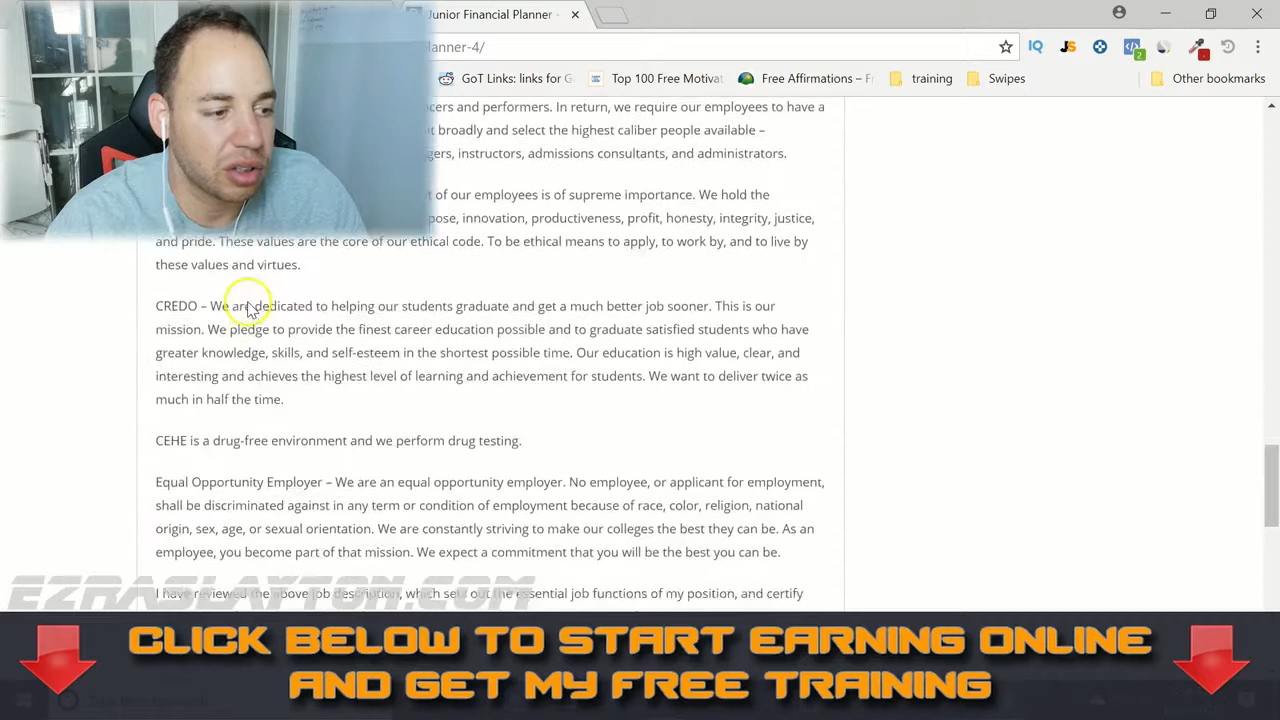 Junior Financial Planner -
lanner-4/
GoT Links: links for G
Top 100 Free Motivat
Free Affirmations – Fr
training
Swipes
Other bookmarks
2
cers and performers. In return, we require our employees to have a
t broadly and select the highest caliber people available –
gers, instructors, admissions consultants, and administrators.
t of our employees is of supreme importance. We hold the
pose, innovation, productiveness, profit, honesty, integrity, justice,
and pride. These values are the core of our ethical code. To be ethical means to apply, to work by, and to live by
these values and virtues.
CREDO – We are dedicated to helping our students graduate and get a much better job sooner. This is our
mission. We pledge to provide the finest career education possible and to graduate satisfied students who have
greater knowledge, skills, and self-esteem in the shortest possible time. Our education is high value, clear, and
interesting and achieves the highest level of learning and achievement for students. We want to deliver twice as
much in half the time.
CEHE is a drug-free environment and we perform drug testing.
Equal Opportunity Employer – We are an equal opportunity employer. No employee, or applicant for employment,
shall be discriminated against in any term or condition of employment because of race, color, religion, national
origin, sex, age, or sexual orientation. We are constantly striving to make our colleges the best they can be. As an
employee, you become part of that mission. We expect a commitment that you will be the best you can be.
I have reviewed the above job description, which sets out the essential job functions of my position, and certify
EZRASLAYTON.COM
CLICK BELOW TO START EARNING ONLINE
AND GET MY FREE TRAINING